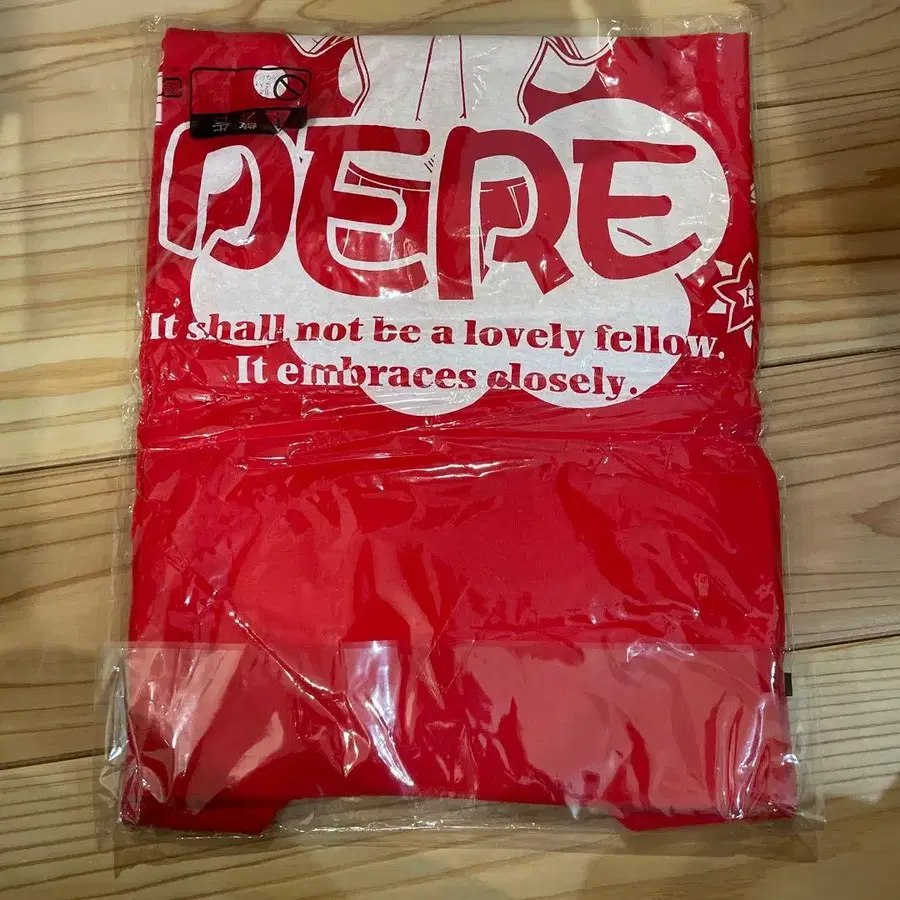 DERE
It shall not be a lovely fellow.
It embraces closely.